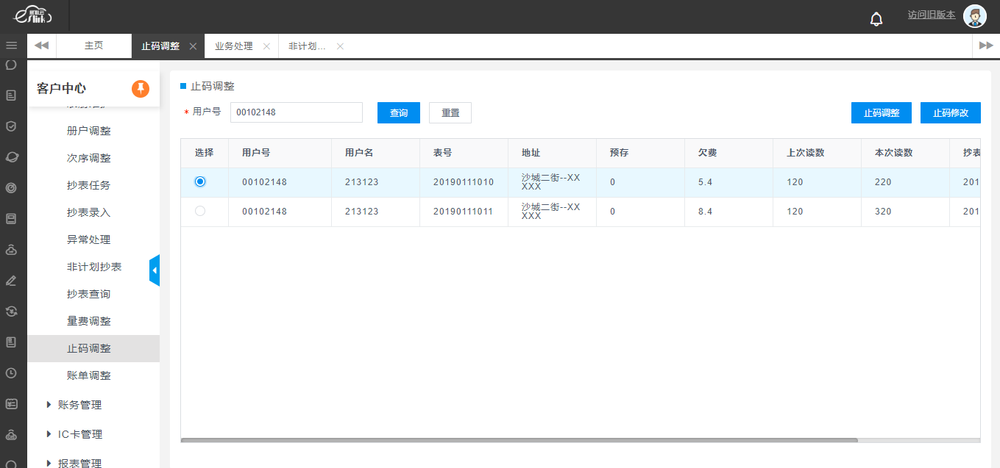 易联云
eslink
访问旧版本
主页
止码调整
业务处理
非计划...
客户中心
册户调整
次序调整
抄表任务
抄表录入
异常处理
非计划抄表
抄表查询
量费调整
止码调整
账单调整
账务管理
IC卡管理
报表管理
止码调整
* 用户号 00102148 查询 重置 止码调整 止码修改
选择 用户号 用户名 表号 地址 预存 欠费 上次读数 本次读数 抄表
00102148 213123 20190111010 沙城二街--XXXXX 0 5.4 120 220 201
00102148 213123 20190111011 沙城二街--XXXXX 0 8.4 120 320 201